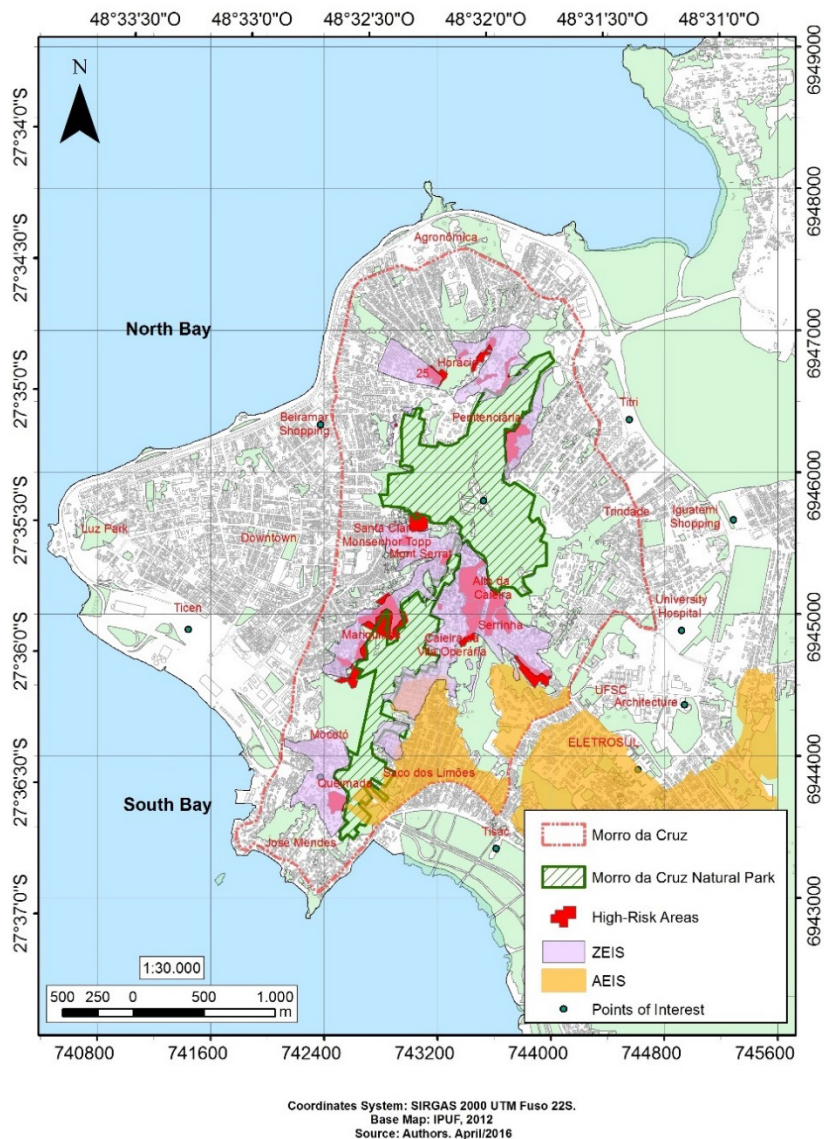 48°33'30"O
48°32'30"O
48°32'0"O
48°31'30"O
48°31'0"O
27°34'0"S
27°34'30"S
27°35'0"S
27°35'30"S
27°36'0"S
27°36'30"S
27°37'0"S
6949000
6948000
6947000
6946000
6945000
6944000
6943000
N
Agronômica
North Bay
Horácio
25
Penitenciária
Titri
Beiramar
Shopping
Iguatemi
Shopping
Trindade
Luz Park
Downtown
Santa Clara
Monsenhor Topp
Mont Serrat
Alto da
Caieira
University
Hospital
Ticen
Serrinha
Caieira da
Vila Operária
UFSC
Architecture
Mocotó
ELETROSUL
Saco dos Limões
Queimada
South Bay
José Mendes
Tisac
Morro da Cruz
Morro da Cruz Natural Park
High-Risk Areas
ZEIS
AEIS
Points of Interest
1:30.000
500 250 0 500 1.000
m
740800 741600 742400 743200 744000 744800 745600
Coordinates System: SIRGAS 2000 UTM Fuso 22S.
Base Map: IPUF, 2012
Source: Authors. April/2016